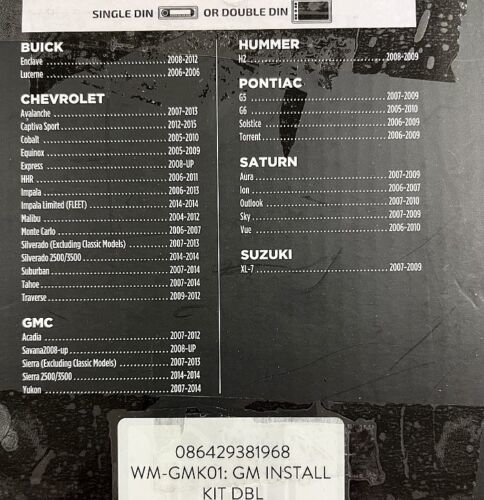 SINGLE DIN OR DOUBLE DIN
BUICK
Enclave 2008-2012
Lucerne 2006-2006
CHEVROLET
Avalanche 2007-2013
Captiva Sport 2012-2015
Cobalt 2005-2010
Equinox 2005-2009
Express 2008-UP
HHR 2006-2011
Impala 2006-2013
Impala Limited (FLEET) 2014-2014
Malibu 2004-2012
Monte Carlo 2006-2007
Silverado (Excluding Classic Models) 2007-2013
Silverado 2500/3500 2014-2014
Suburban 2007-2014
Tahoe 2007-2014
Traverse 2009-2012
GMC
Acadia 2007-2012
Savana2008-up 2008-UP
Sierra (Excluding Classic Models) 2007-2013
Sierra 2500/3500 2014-2014
Yukon 2007-2014
HUMMER
H2 2008-2009
PONTIAC
G5 2007-2009
G6 2005-2010
Solstice 2006-2009
Torrent 2006-2009
SATURN
Aura 2007-2009
Ion 2006-2007
Outlook 2007-2010
Sky 2007-2009
Vue 2006-2010
SUZUKI
XL-7 2007-2009
086429381968
WM-GMK01: GM INSTALL
KIT DBL